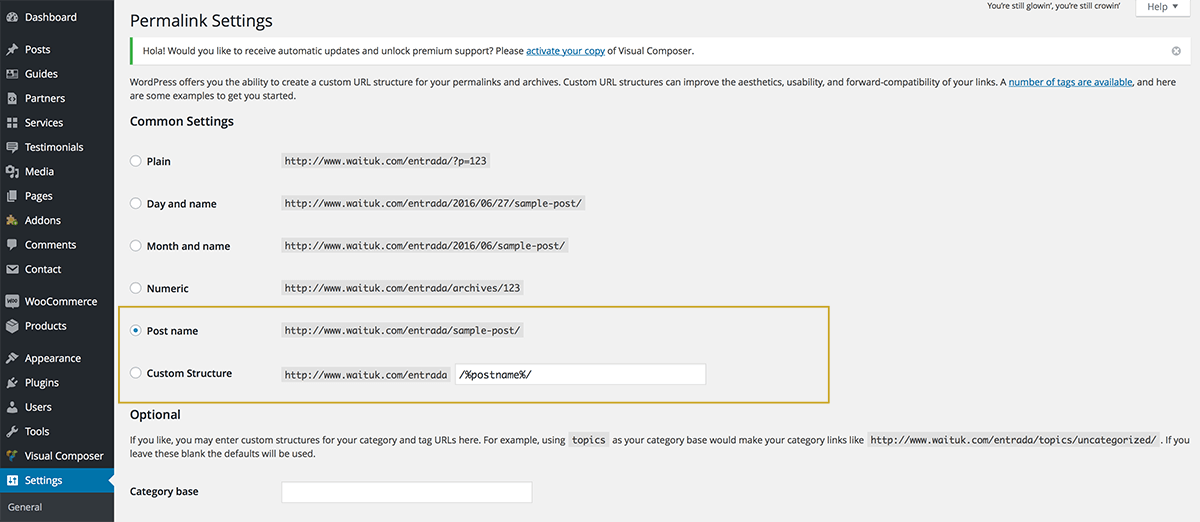 Dashboard
Posts
Guides
Partners
Services
Testimonials
Media
Pages
Addons
Comments
Contact
WooCommerce
Products
Appearance
Plugins
Users
Tools
Visual Composer
Settings
General
You're still glowin', you're still crowin'
Help
Permalink Settings
Hola! Would you like to receive automatic updates and unlock premium support? Please activate your copy of Visual Composer.
WordPress offers you the ability to create a custom URL structure for your permalinks and archives. Custom URL structures can improve the aesthetics, usability, and forward-compatibility of your links. A number of tags are available, and here
are some examples to get you started.
Common Settings
Plain http://www.waituk.com/entrada/?p=123
Day and name http://www.waituk.com/entrada/2016/06/27/sample-post/
Month and name http://www.waituk.com/entrada/2016/06/sample-post/
Numeric http://www.waituk.com/entrada/archives/123
Post name http://www.waituk.com/entrada/sample-post/
Custom Structure http://www.waituk.com/entrada /%postname%/
Optional
If you like, you may enter custom structures for your category and tag URLs here. For example, using topics as your category base would make your category links like http://www.waituk.com/entrada/topics/uncategorized/ . If you
leave these blank the defaults will be used.
Category base